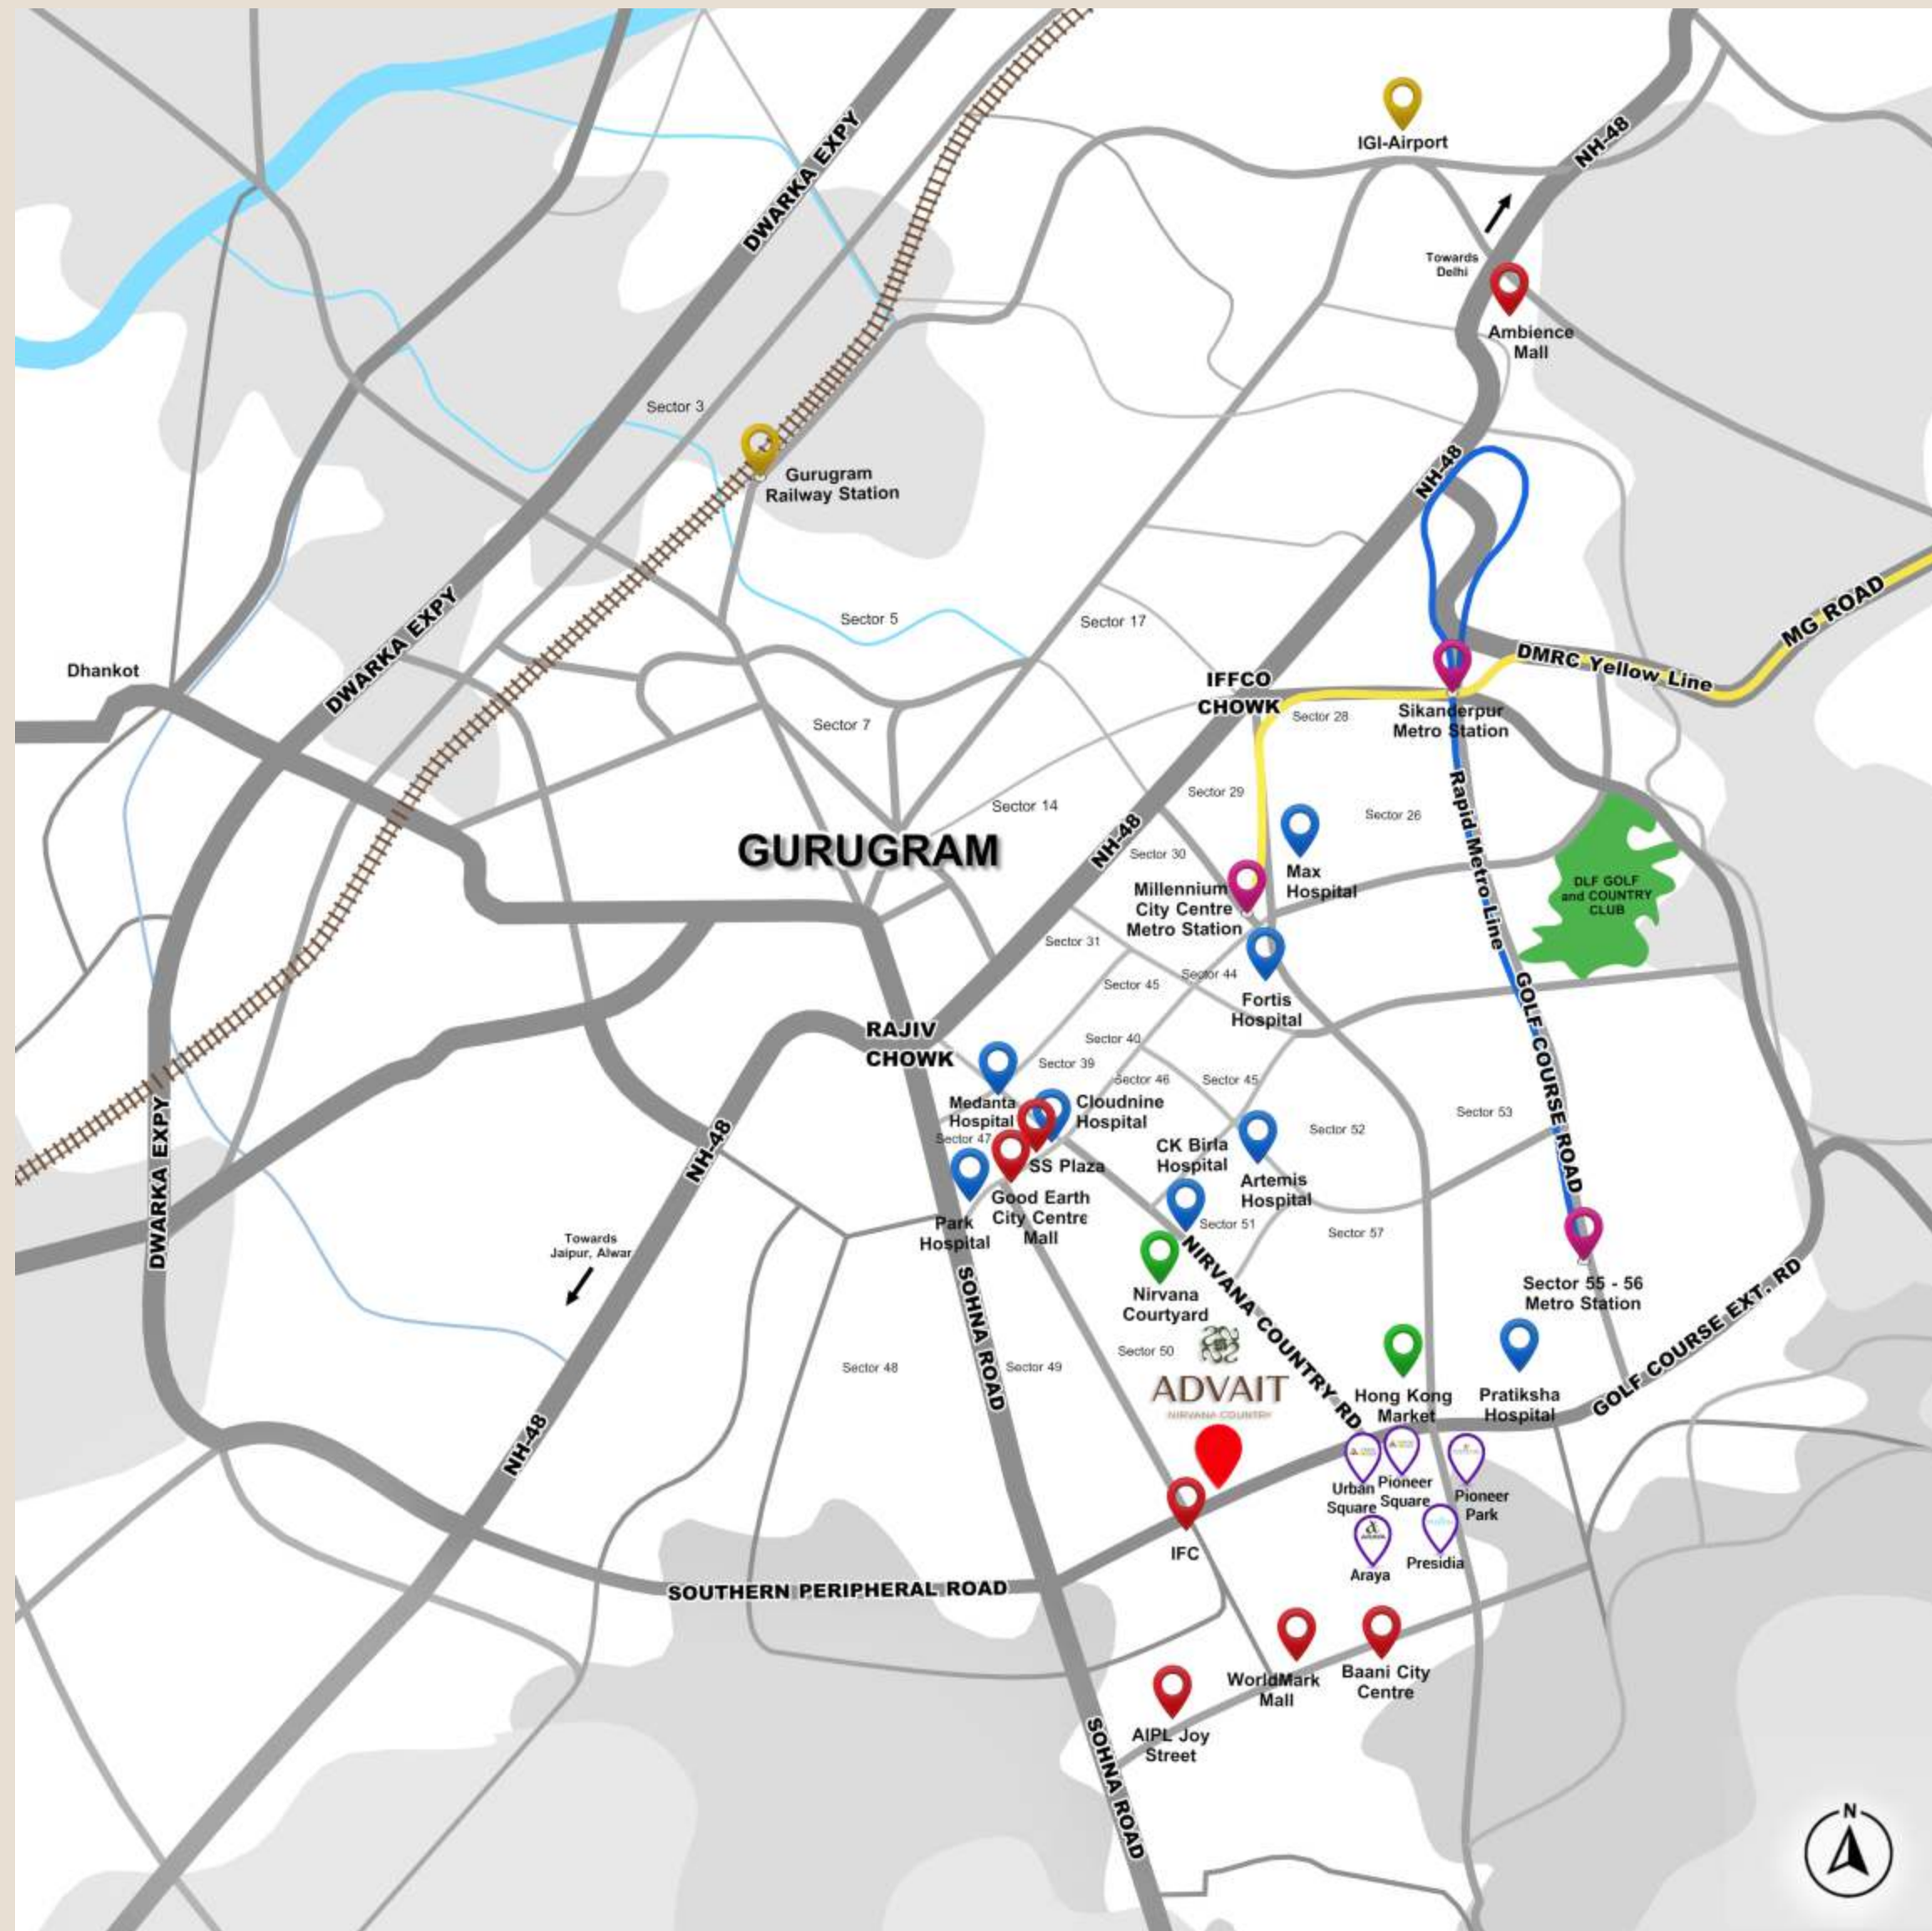 IGI-Airport
NH-48
DWARKA EXPY
Towards
Delhi
Ambience
Mall
Sector 3
Gurugram
Railway Station
NH-48
DWARKA EXPY
MG ROAD
Sector 5
Sector 17
Dhankot
IFFCO
CHOWK
DMRC Yellow Line
Sector 28
Sikanderpur
Metro Station
Sector 7
Sector 29
Sector 14
Sector 26
Rapid Metro Line
GURUGRAM
NH-48
Sector 30
Max
Hospital
Millennium
City Centre
Metro Station
DLF GOLF
and COUNTRY
CLUB
Sector 31
Sector 44
Sector 45
Fortis
Hospital
GOLF COURSE ROAD
RAJIV
CHOWK
Sector 40
Sector 39
Sector 46
Sector 45
Medanta
Hospital
Cloudnine
Hospital
Sector 53
Sector 52
Sector 47
CK Birla
Hospital
SS Plaza
Artemis
Hospital
NH-48
DWARKA EXPY
Good Earth
City Centre
Mall
Park
Hospital
Sector 51
Sector 57
Towards
Jaipur, Alwar
NIRVANA COUNTRY RD
Nirvana
Courtyard
Sector 55 - 56
Metro Station
SOHNA ROAD
GOLF COURSE EXT. RD
Sector 48
Sector 49
Sector 50
ADVAIT
NIRVANA COUNTRY
Hong Kong
Market
Pratiksha
Hospital
NH-48
Urban
Square
Pioneer
Square
Pioneer
Park
IFC
ARAYA
Araya
Presidia
SOUTHERN PERIPHERAL ROAD
WorldMark
Mall
Baani City
Centre
AIPL Joy
Street
SOHNA ROAD
N